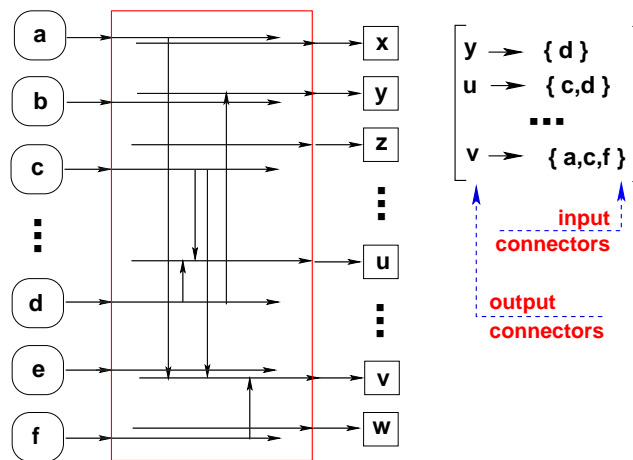 a
x
b
y
c
z
d
u
e
v
f
w
y { d }
u { c,d }
...
v { a,c,f }
input
connectors
output
connectors